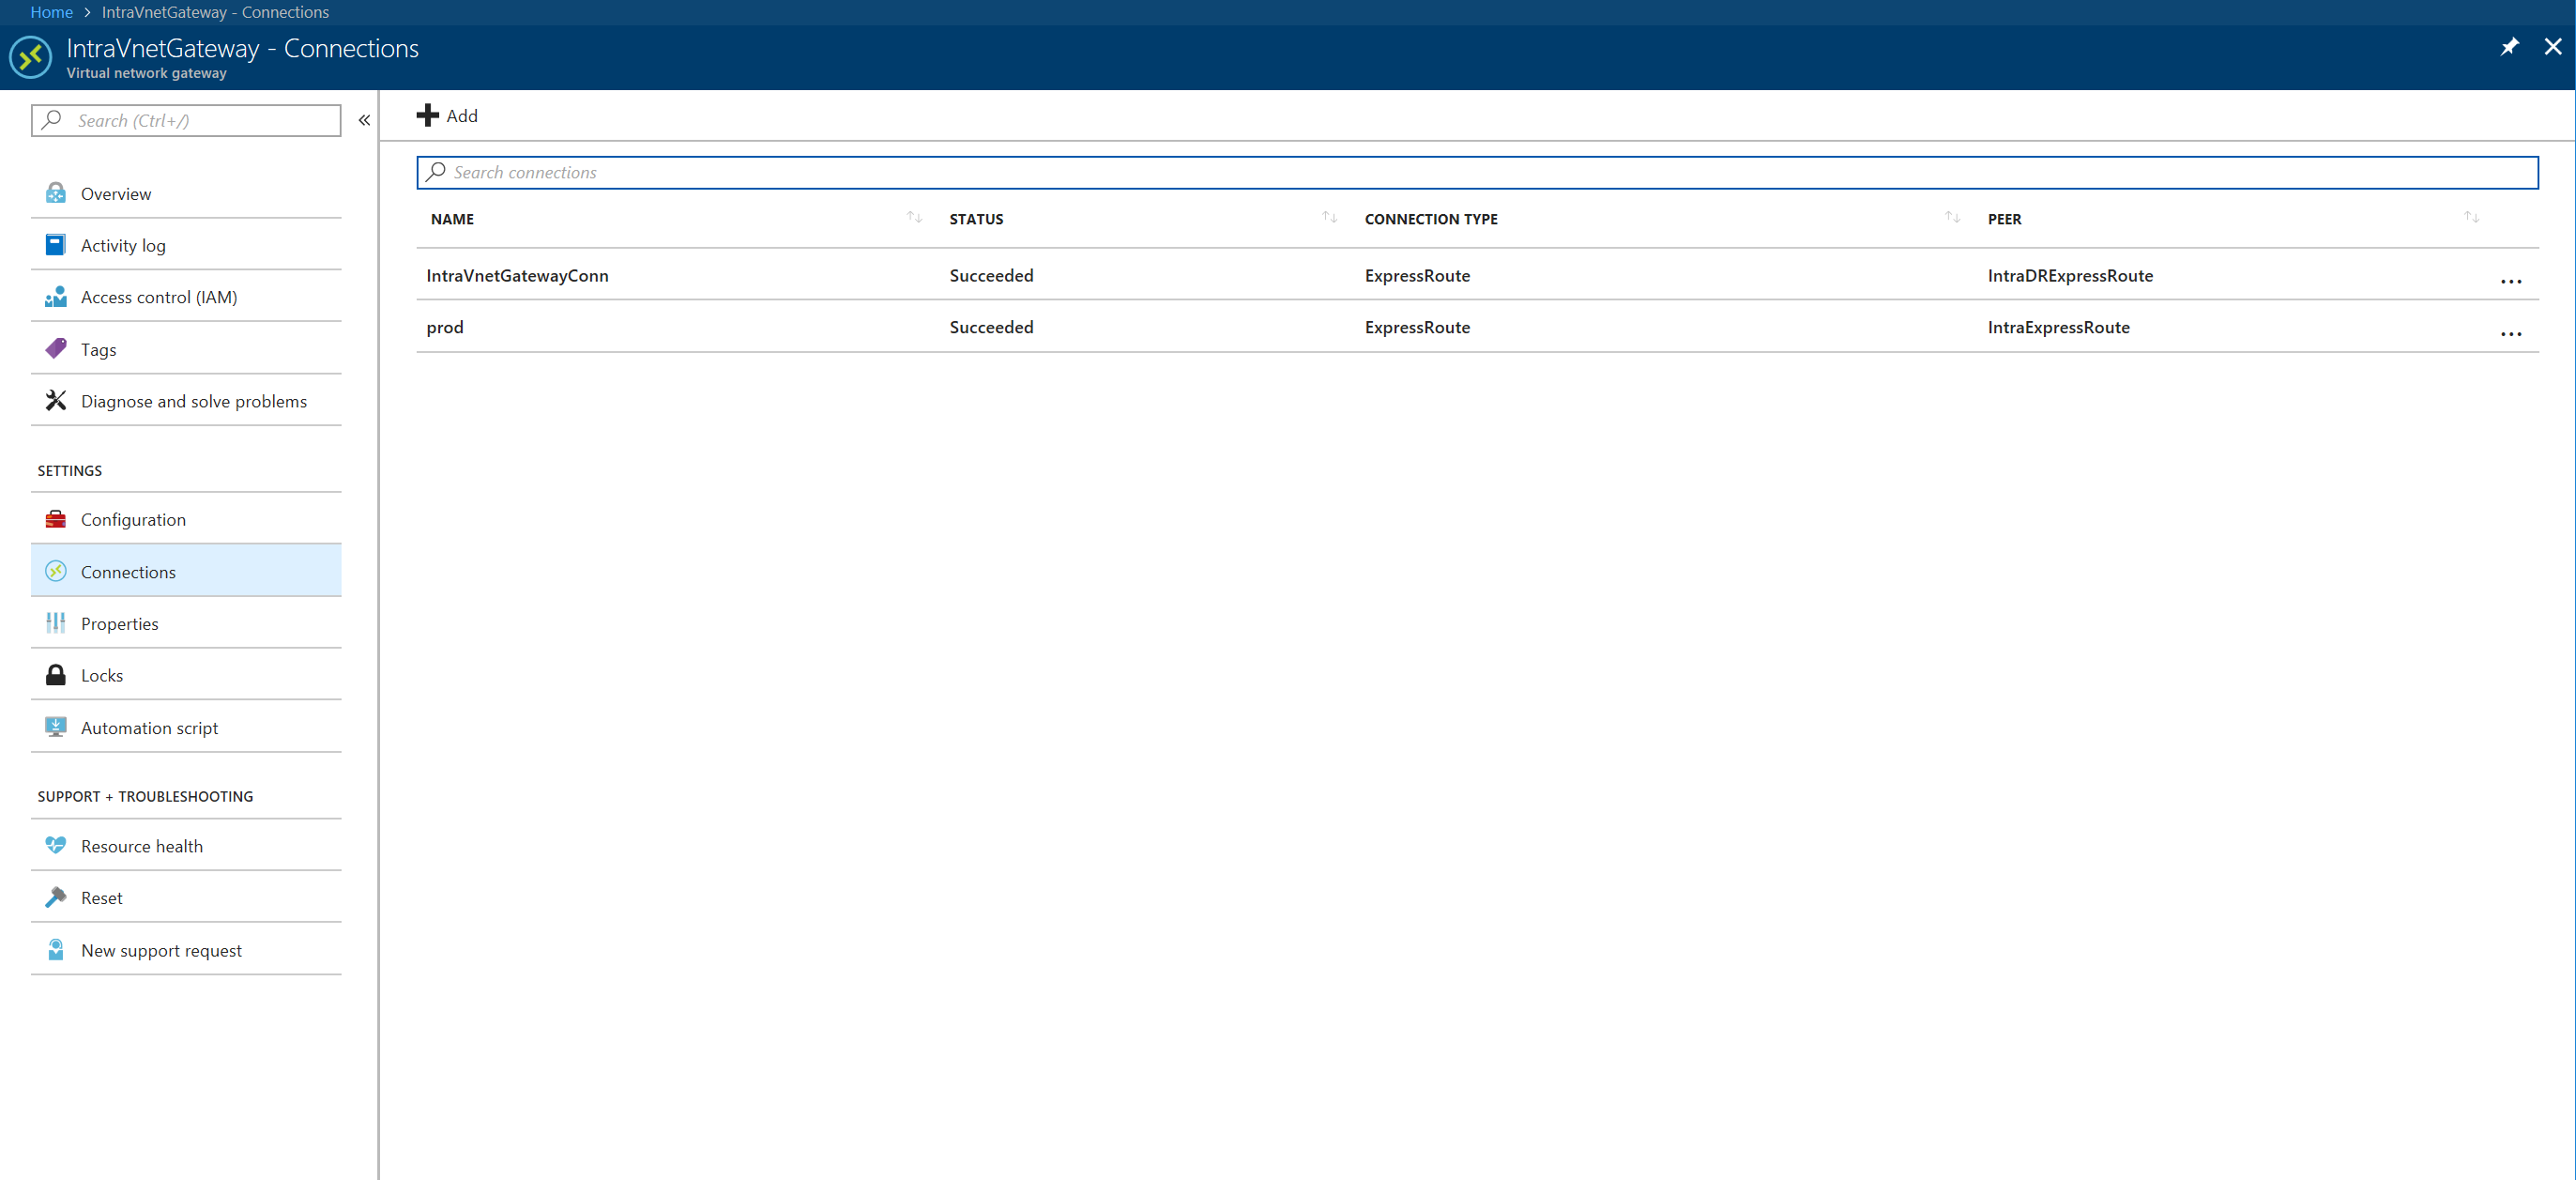 Home > IntraVnetGateway - Connections
IntraVnetGateway - Connections
Virtual network gateway
Search (Ctrl+/)
«
Overview
Activity log
Access control (IAM)
Tags
Diagnose and solve problems
SETTINGS
Configuration
Connections
Properties
Locks
Automation script
SUPPORT + TROUBLESHOOTING
Resource health
Reset
New support request
Add
Search connections
NAME STATUS CONNECTION TYPE PEER
IntraVnetGatewayConn Succeeded ExpressRoute IntraDRExpressRoute ...
prod Succeeded ExpressRoute IntraExpressRoute ...